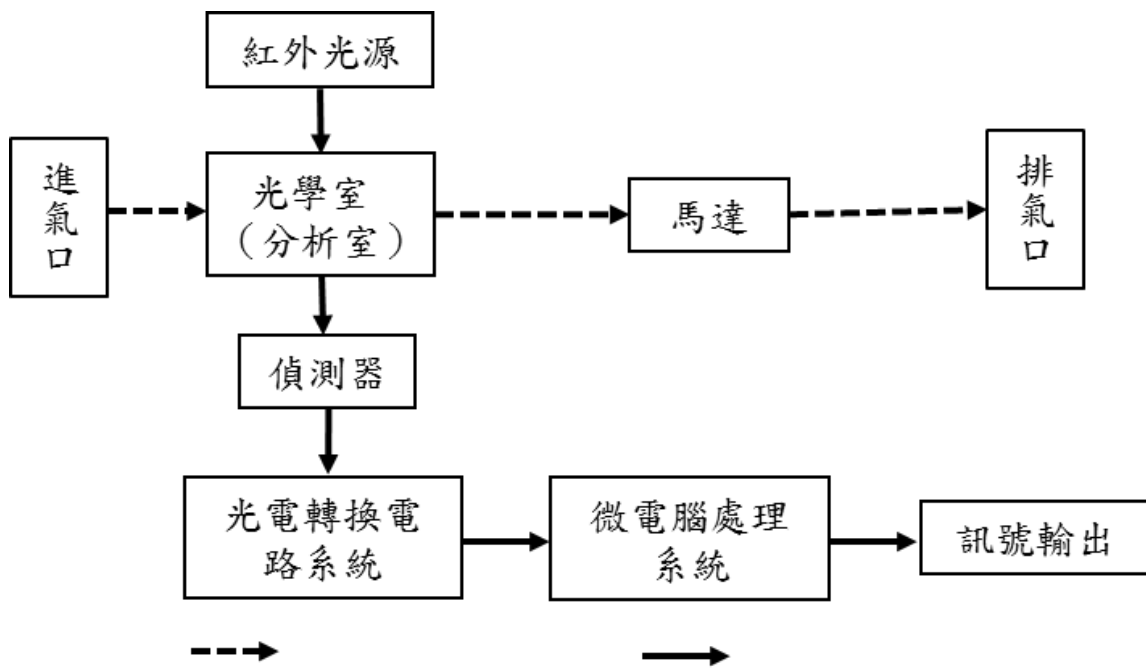 紅外光源
進氣口
光學室
（分析室）
馬達
排氣口
偵測器
光電轉換電
路系統
微電腦處理
系統
訊號輸出